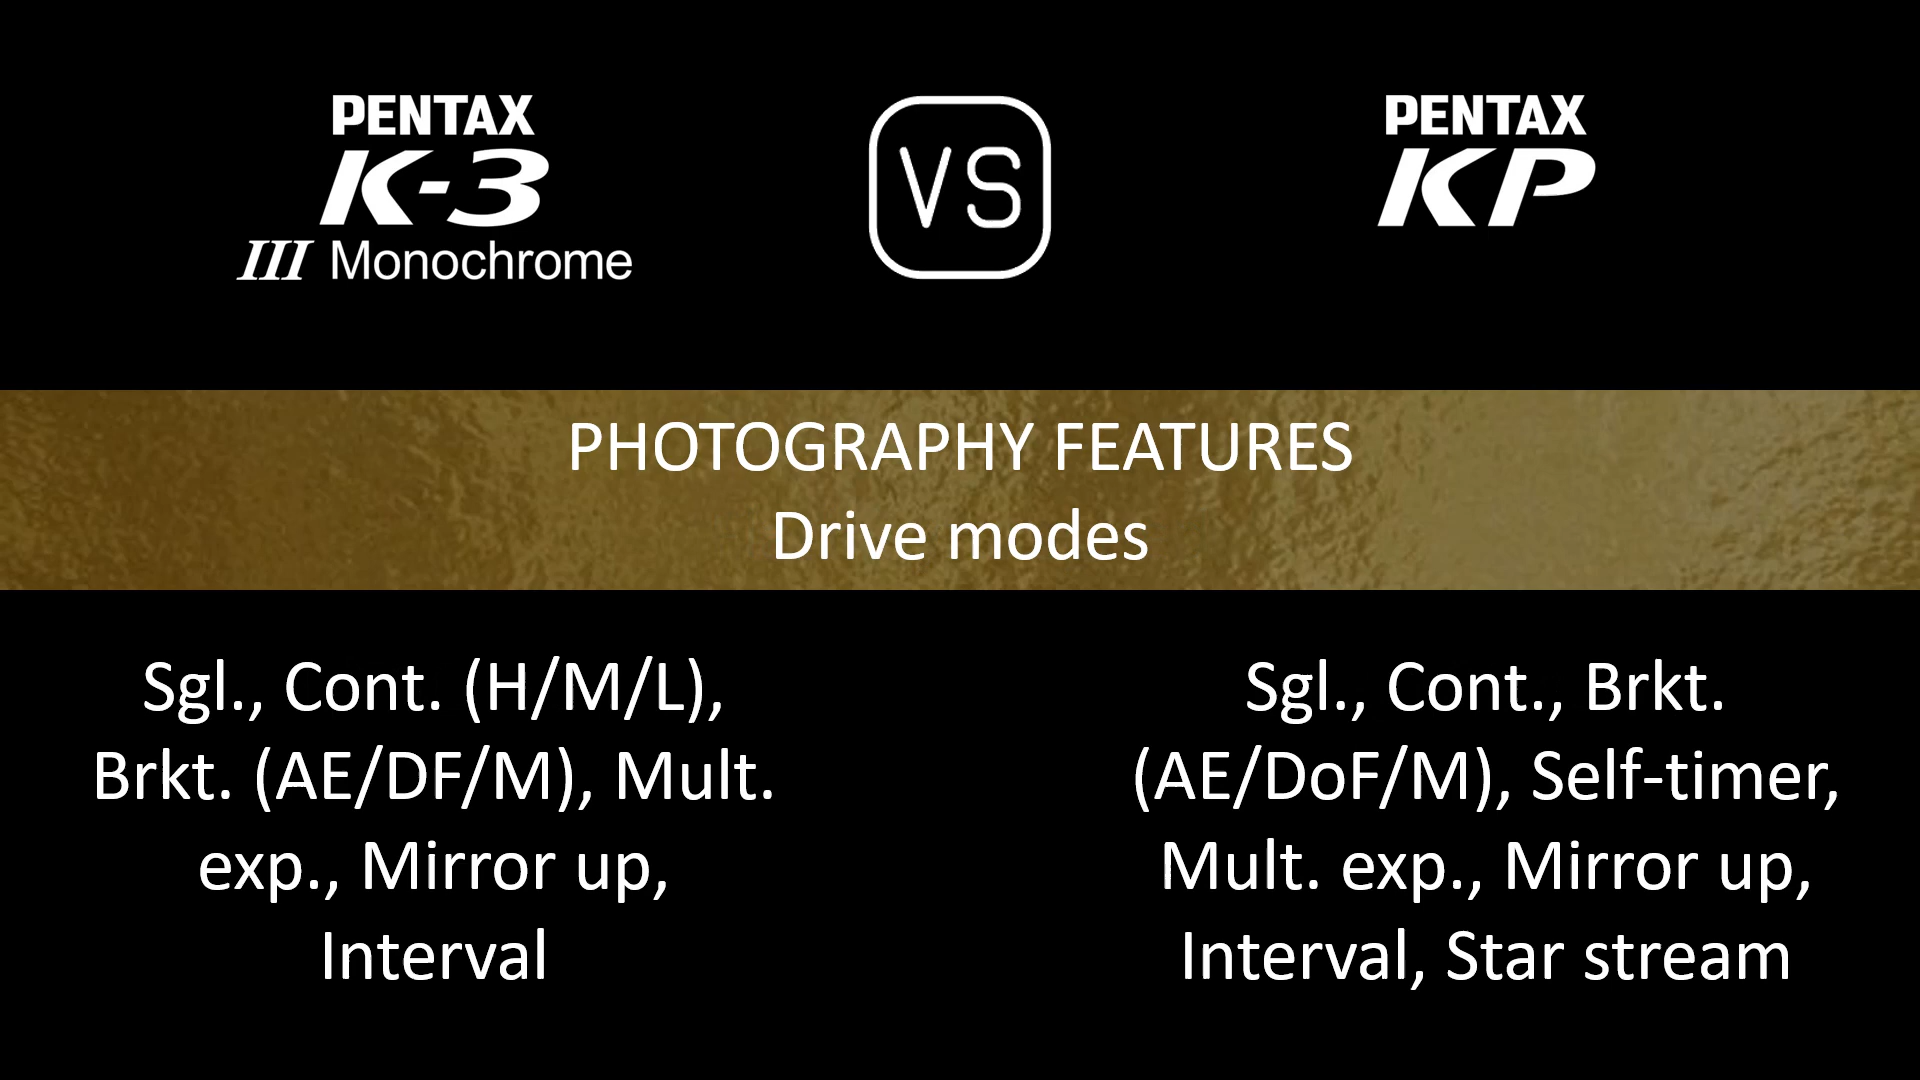 PENTAX
K-3
III Monochrome
VS
PENTAX
KP
PHOTOGRAPHY FEATURES
Drive modes
Sgl., Cont. (H/M/L),
Brkt. (AE/DF/M), Mult.
exp., Mirror up,
Interval
Sgl., Cont., Brkt.
(AE/DoF/M), Self-timer,
Mult. exp., Mirror up,
Interval, Star stream